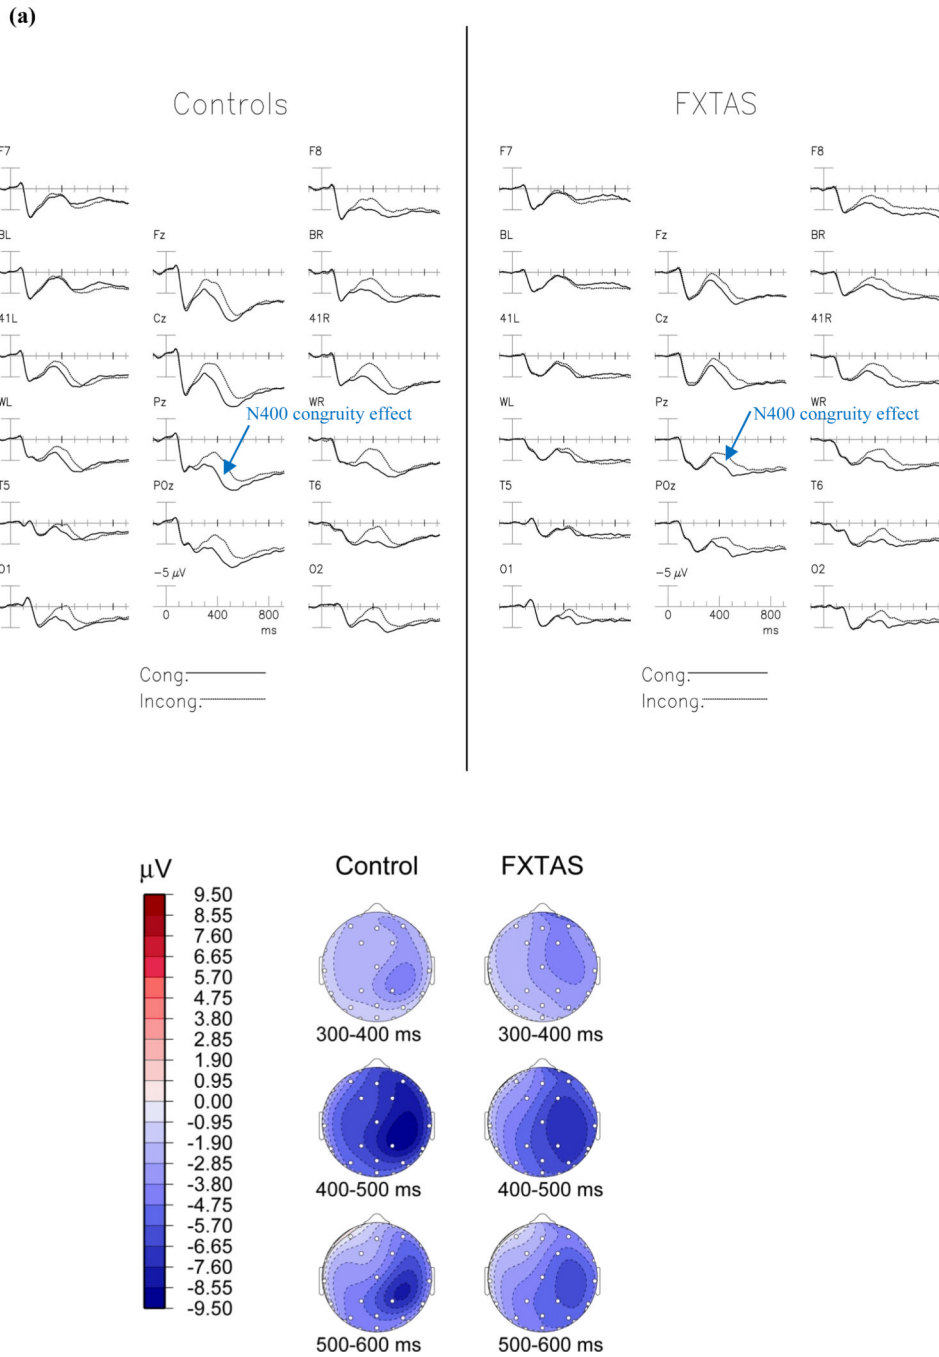 (a)
Controls
F7
F8
BL
Fz
BR
41L
Cz
41R
WL
Pz
WR
N400 congruity effect
T5
POz
T6
O1
-5 μV
O2
0 400 800
ms
Cong.
Incong.
FXTAS
F7
F8
BL
Fz
BR
41L
Cz
41R
WL
Pz
WR
N400 congruity effect
T5
POz
T6
O1
-5 μV
O2
0 400 800
ms
Cong.
Incong.
μV
9.50
8.55
7.60
6.65
5.70
4.75
3.80
2.85
1.90
0.95
0.00
-0.95
-1.90
-2.85
-3.80
-4.75
-5.70
-6.65
-7.60
-8.55
-9.50
Control FXTAS
300-400 ms 300-400 ms
400-500 ms 400-500 ms
500-600 ms 500-600 ms